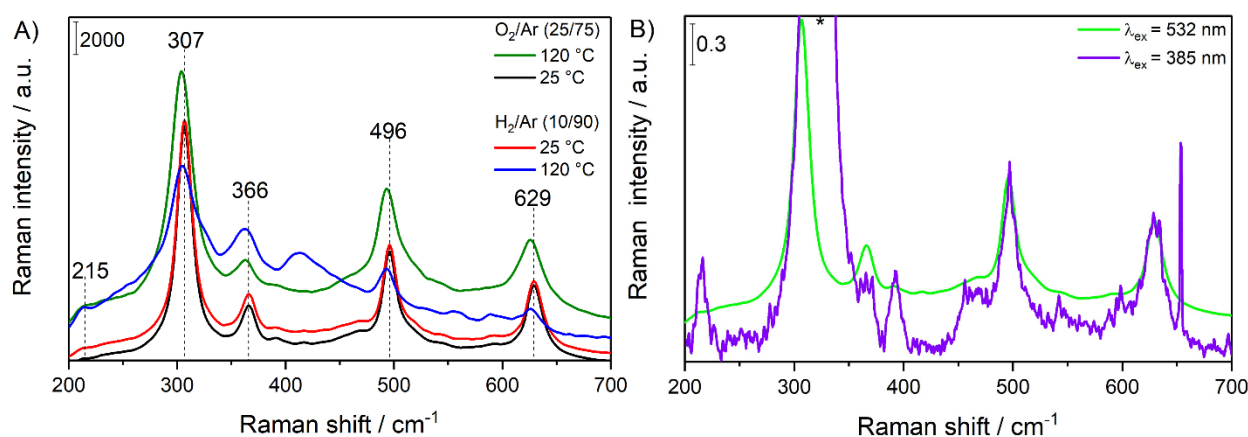 A)
2000
307
O₂/Ar (25/75)
120 °C
25 °C
H₂/Ar (10/90)
25 °C
120 °C
496
366
629
215
Raman intensity / a.u.
200 300 400 500 600 700
Raman shift / cm⁻¹
B)
0.3
*
λex = 532 nm
λex = 385 nm
Raman intensity / a.u.
200 300 400 500 600 700
Raman shift / cm⁻¹